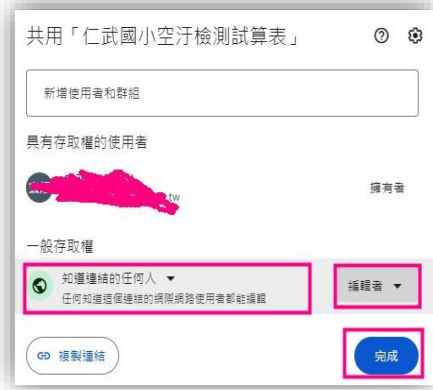 共用「仁武國小空汙檢測試算表」
新增使用者和群組
具有存取權的使用者
.tw
擁有者
一般存取權
知道連結的任何人
編輯者
任何知道這個連結的網際網路使用者都能編輯
複製連結
完成